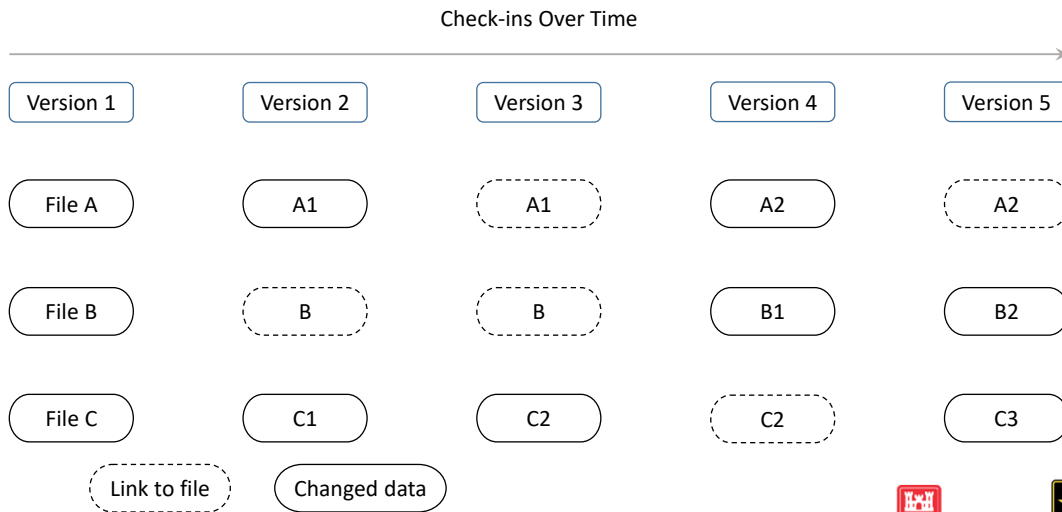 Check-ins Over Time
Version 1 Version 2 Version 3 Version 4 Version 5
File A A1 A1 A2 A2
File B B B B1 B2
File C C1 C2 C2 C3
Link to file Changed data